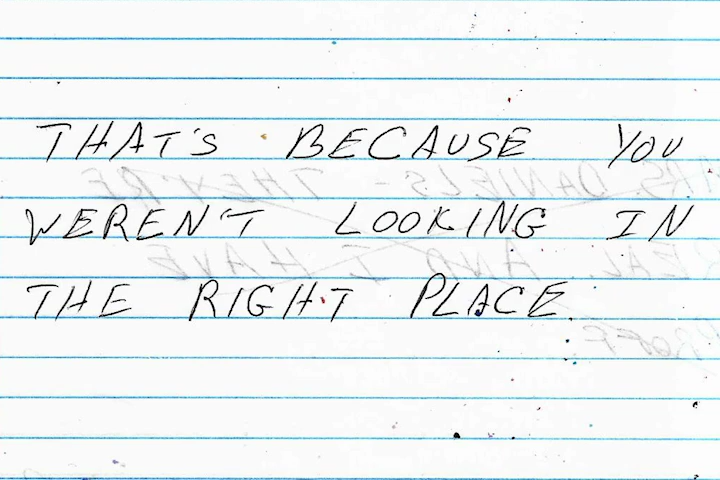 THAT'S BECAUSE YOU
WEREN'T LOOKING IN
THE RIGHT PLACE.